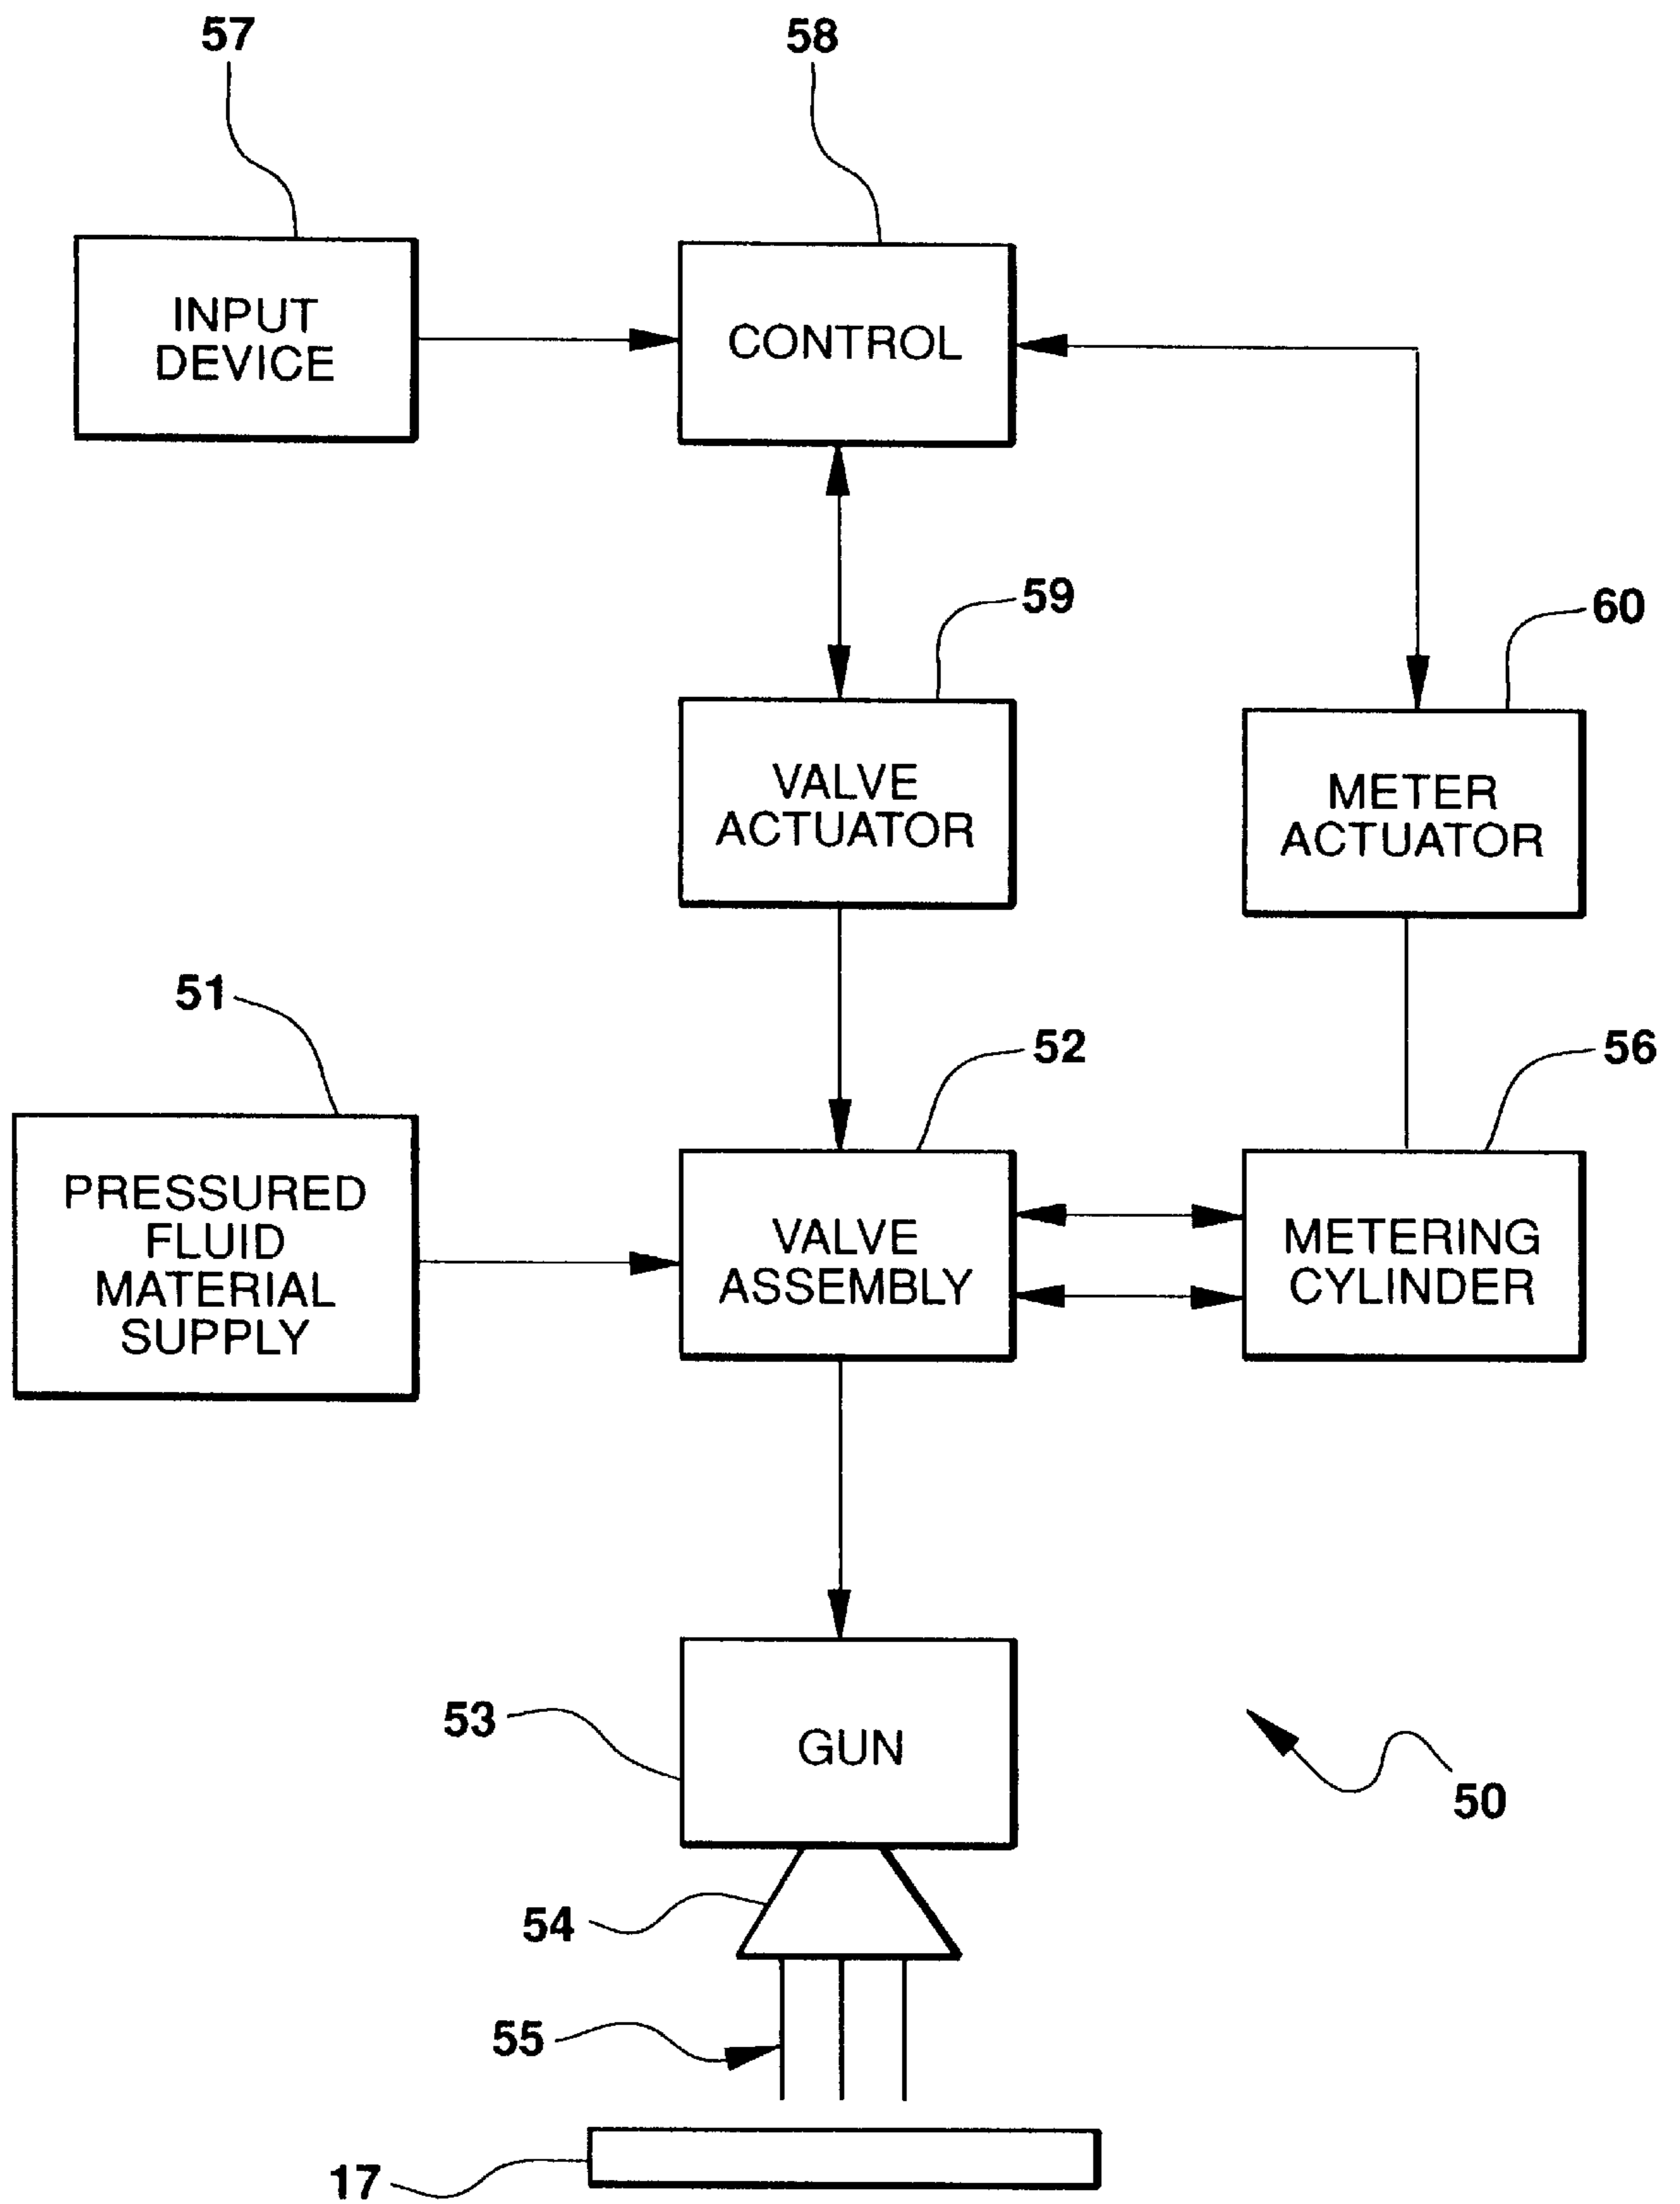 57
58
INPUT
DEVICE
CONTROL
59
60
VALVE
ACTUATOR
METER
ACTUATOR
51
52
56
PRESSURED
FLUID
MATERIAL
SUPPLY
VALVE
ASSEMBLY
METERING
CYLINDER
53
GUN
50
54
55
17